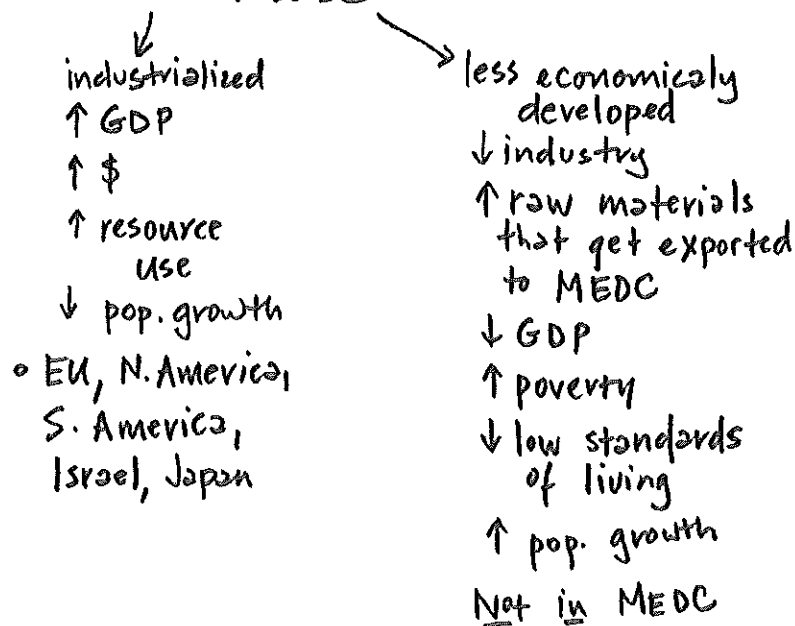 industrialized
↑ GDP
↑ $
↑ resource
use
↓ pop. growth
• EU, N. America,
S. America,
Israel, Japan
less economicaly
developed
↓ industry
↑ raw materials
that get exported
to MEDC
↓ GDP
↑ poverty
↓ low standards
of living
↑ pop. growth
Not in MEDC